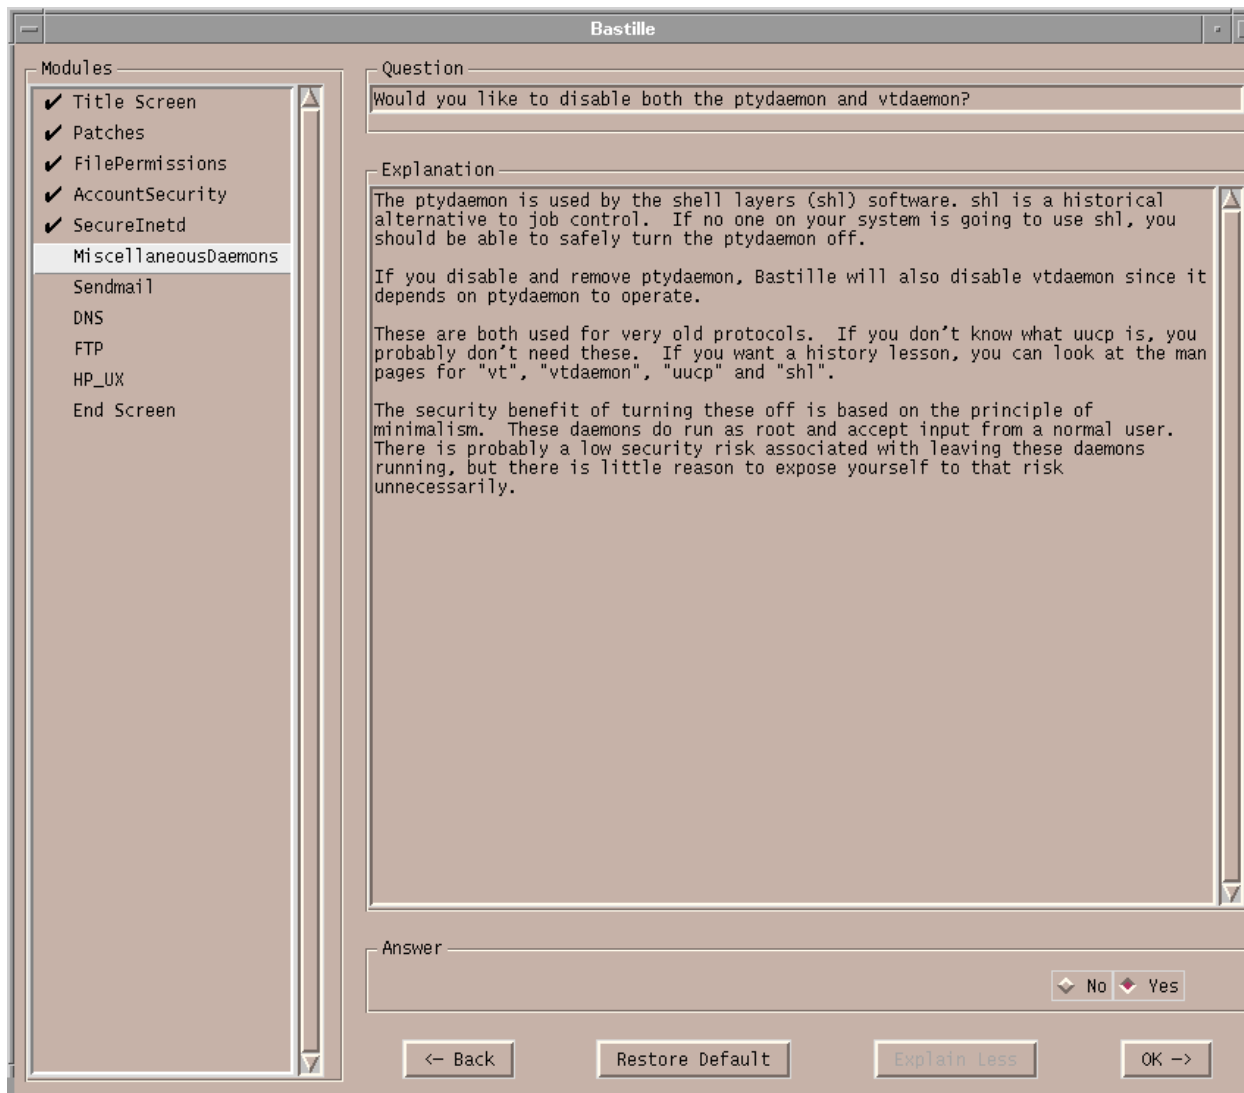 Bastille
Modules
Title Screen
Patches
FilePermissions
AccountSecurity
SecureInetd
MiscellaneousDaemons
Sendmail
DNS
FTP
HP_UX
End Screen
Question
Would you like to disable both the ptydaemon and vtdaemon?
Explanation
The ptydaemon is used by the shell layers (shl) software. shl is a historical
alternative to job control.  If no one on your system is going to use shl, you
should be able to safely turn the ptydaemon off.
If you disable and remove ptydaemon, Bastille will also disable vtdaemon since it
depends on ptydaemon to operate.
These are both used for very old protocols.  If you don't know what uucp is, you
probably don't need these.  If you want a history lesson, you can look at the man
pages for "vt", "vtdaemon", "uucp" and "shl".
The security benefit of turning these off is based on the principle of
minimalism.  These daemons do run as root and accept input from a normal user.
There is probably a low security risk associated with leaving these daemons
running, but there is little reason to expose yourself to that risk
unnecessarily.
Answer
No Yes
<- Back Restore Default Explain Less OK ->